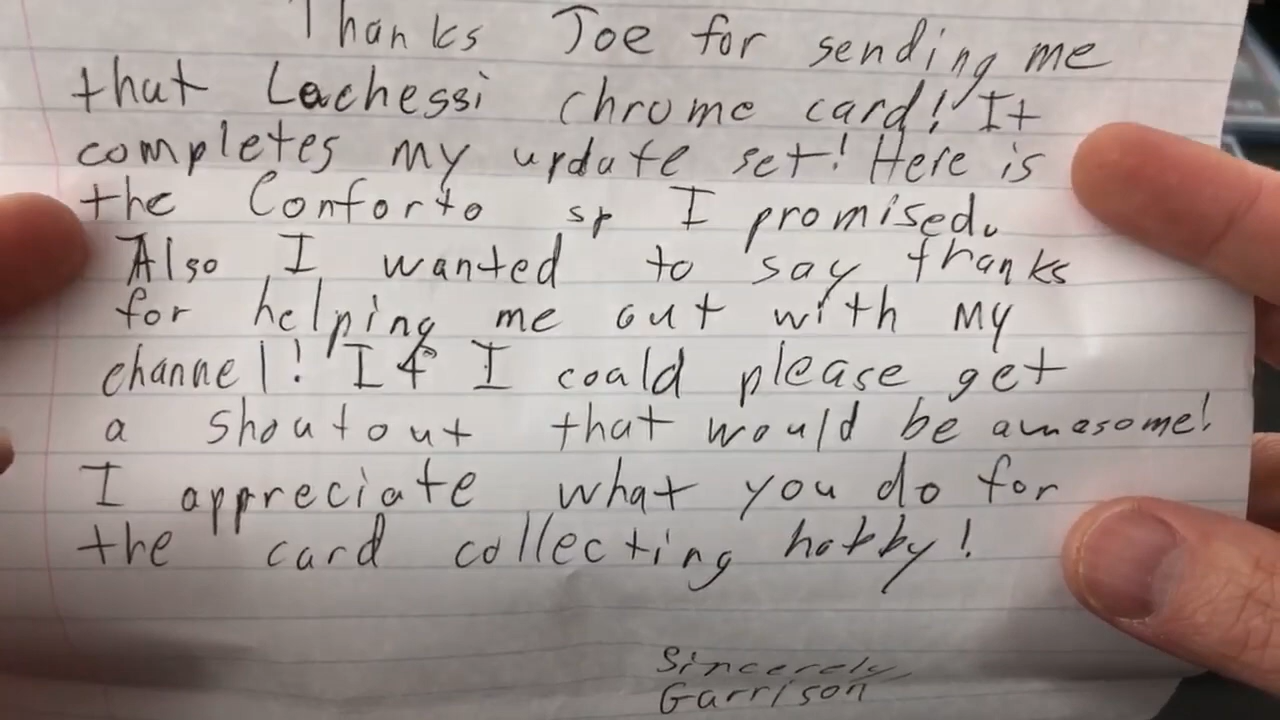 Thanks Joe for sending me
that Lochessi chrome card! It
completes my update set! Here is
the Conforto sp I promised.
Also I wanted to say thanks
for helping me out with my
channel! If I could please get
a shoutout that would be awesome!
I appreciate what you do for
the card collecting hobby!
Sincerely
Garrison